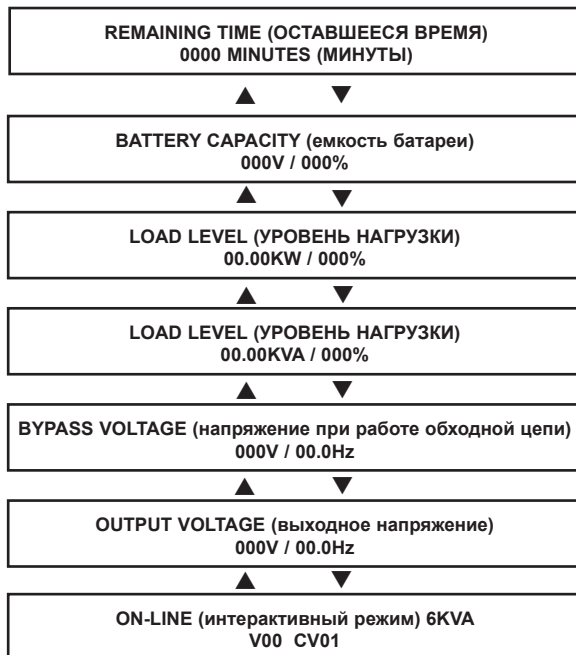 REMAINING TIME (ОСТАВШЕЕСЯ ВРЕМЯ)
0000 MINUTES (МИНУТЫ)
BATTERY CAPACITY (емкость батареи)
000V / 000%
LOAD LEVEL (УРОВЕНЬ НАГРУЗКИ)
00.00KW / 000%
LOAD LEVEL (УРОВЕНЬ НАГРУЗКИ)
00.00KVA / 000%
BYPASS VOLTAGE (напряжение при работе обходной цепи)
000V / 00.0Hz
OUTPUT VOLTAGE (выходное напряжение)
000V / 00.0Hz
ON-LINE (интерактивный режим) 6KVA
V00 CV01